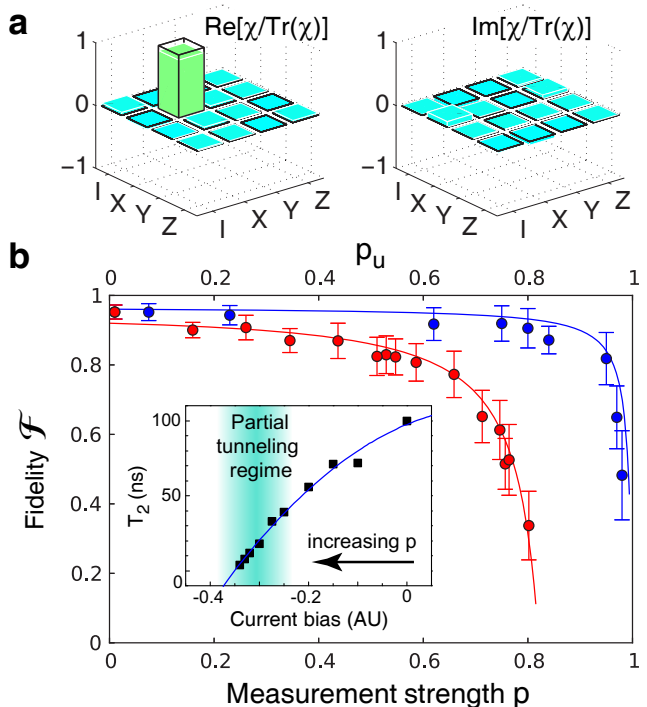 a
Re[χ/Tr(χ)]
Im[χ/Tr(χ)]
1
0
−1
I
X
Y
Z
I
X
Y
Z
1
0
−1
I
X
Y
Z
I
X
Y
Z
b
p_u
0 0.2 0.4 0.6 0.8 1
1
0.8
0.6
0.4
0.2
0
Fidelity ℱ
100
50
0
T_2 (ns)
Partial
tunneling
regime
increasing p
-0.4 -0.2 0
Current bias (AU)
0 0.2 0.4 0.6 0.8 1
Measurement strength p